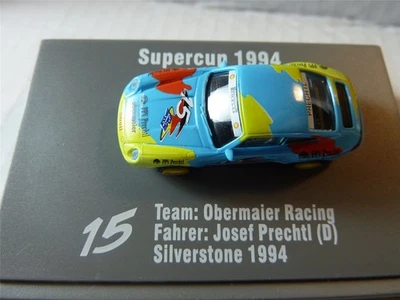 Supercup 1994
15
Team: Obermaier Racing
Fahrer: Josef Prechtl (D)
Silverstone 1994